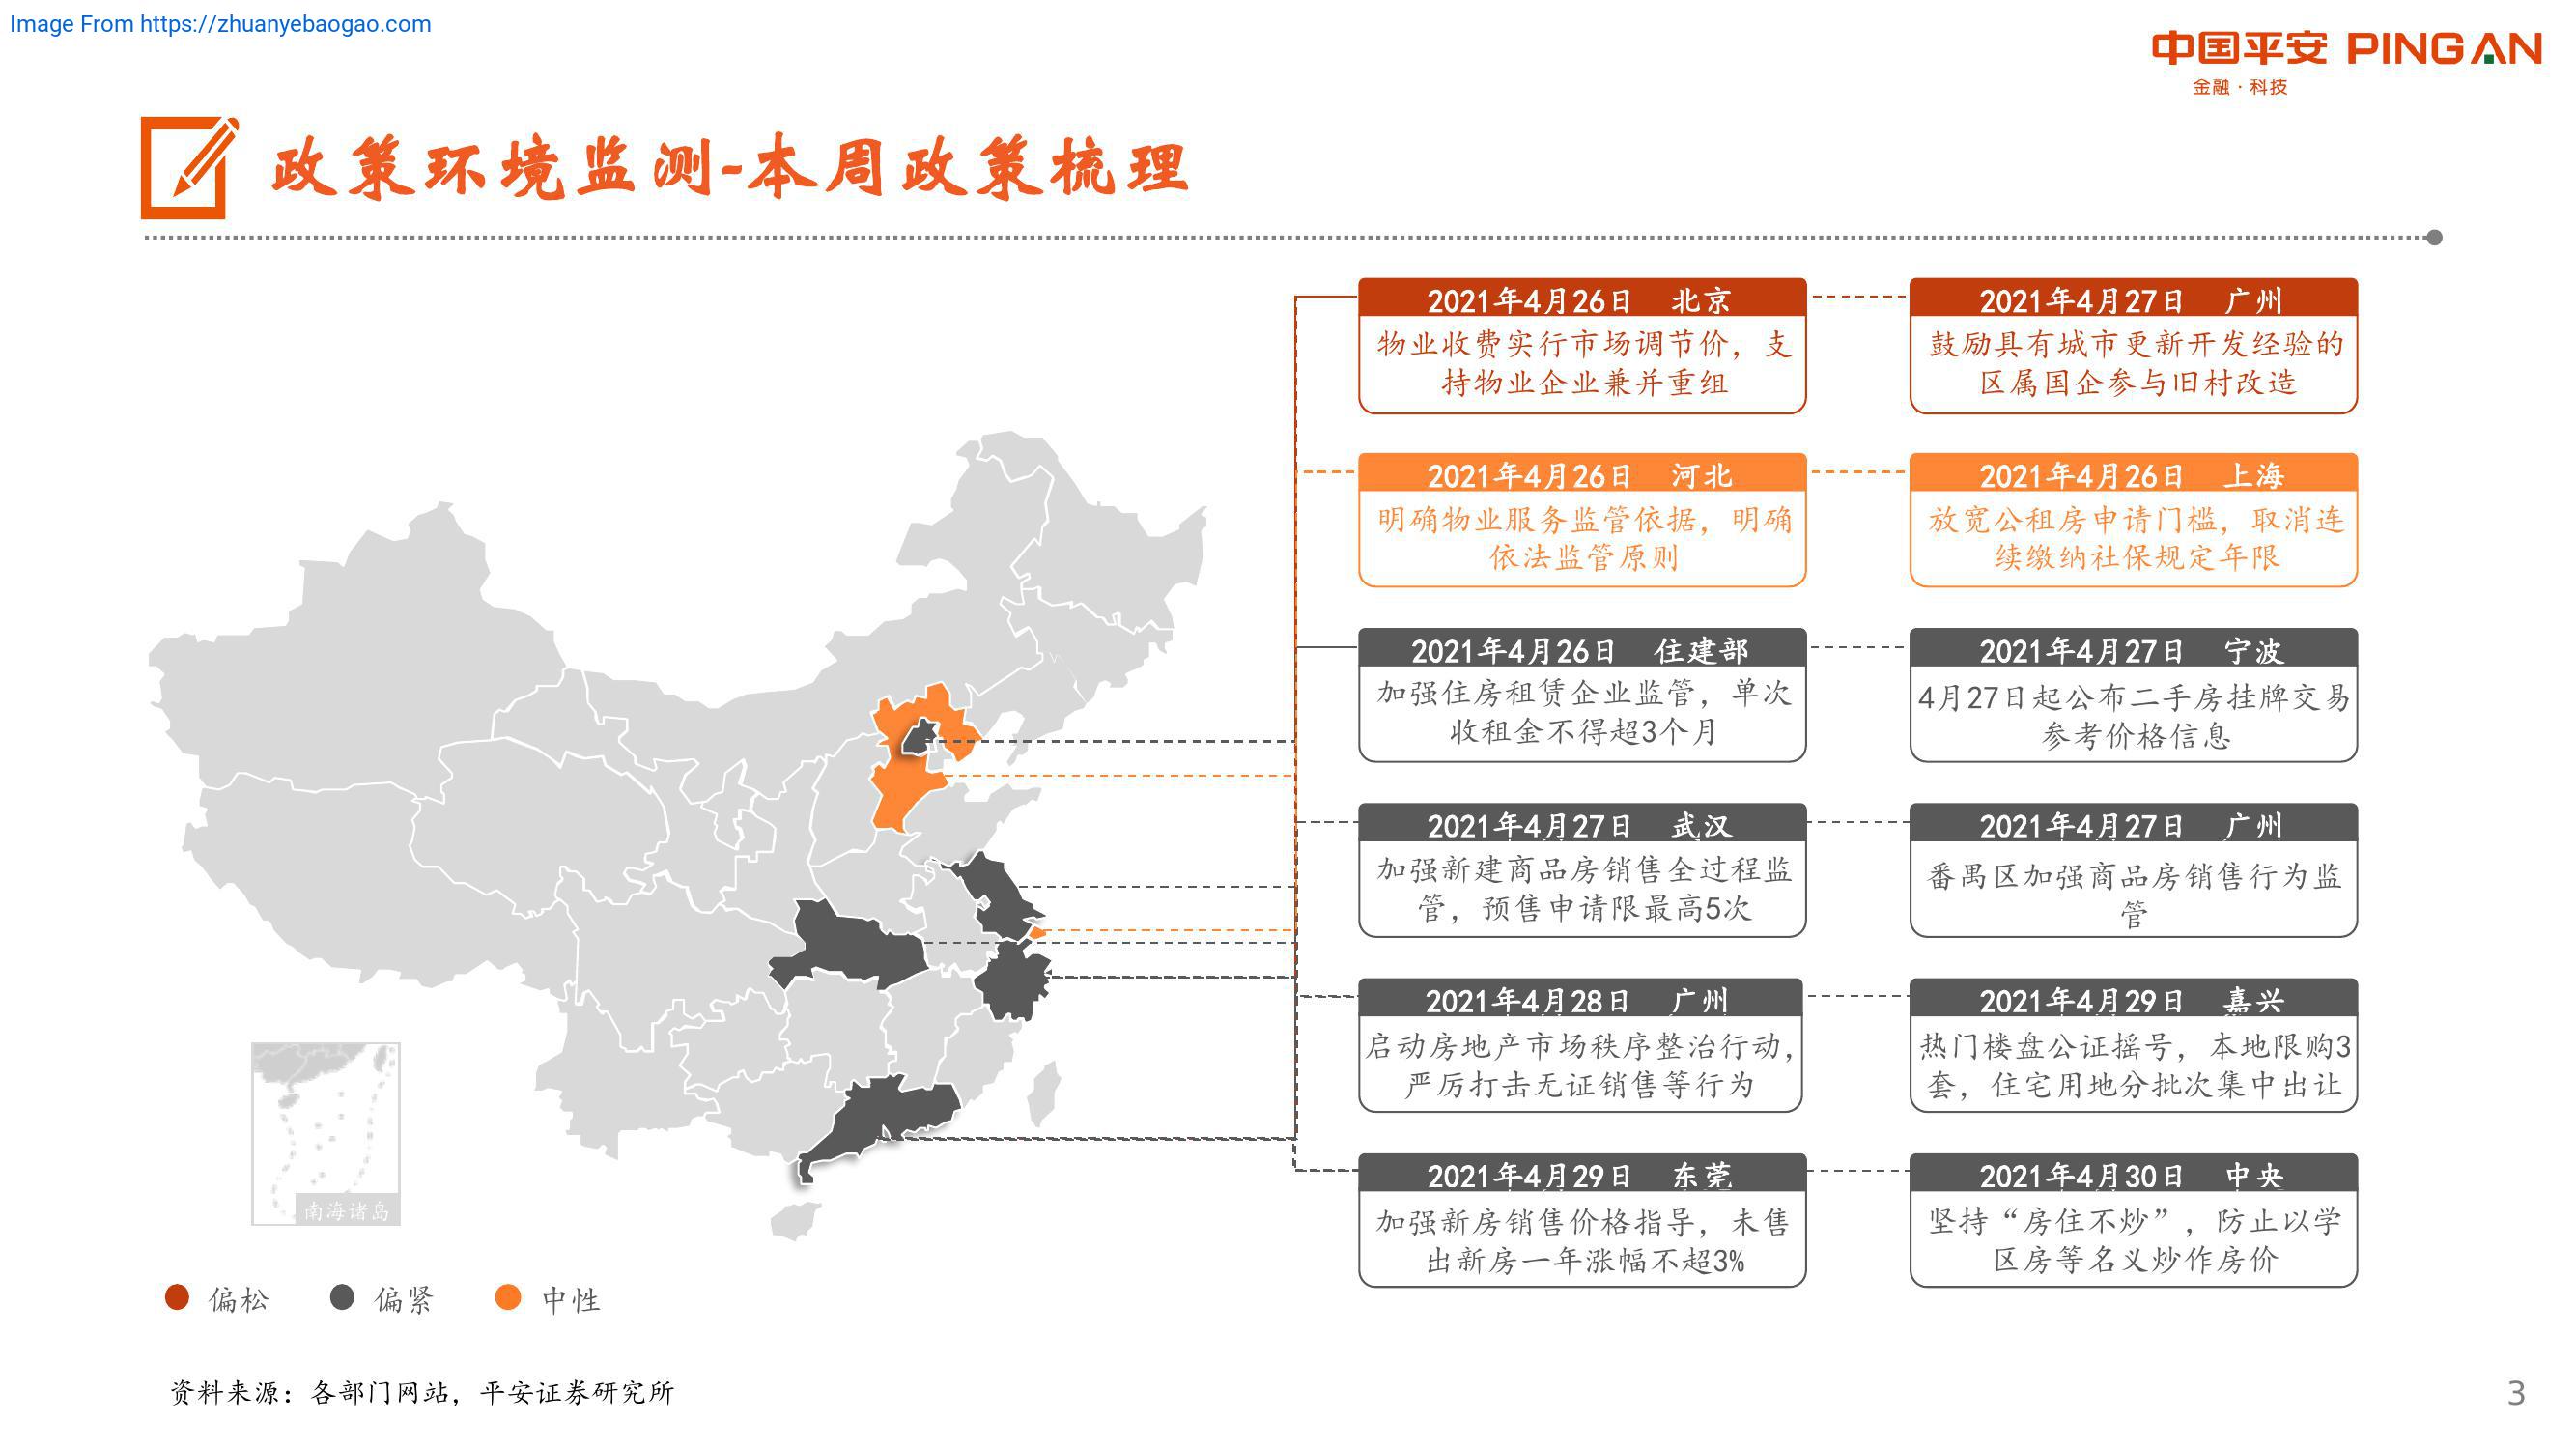 Image From https://zhuanyebaogao.com
中国平安 PINGAN
金融·科技
政策环境监测-本周政策梳理
2021年4月26日 北京
物业收费实行市场调节价，支
持物业企业兼并重组
2021年4月27日 广州
鼓励具有城市更新开发经验的
区属国企参与旧村改造
2021年4月26日 河北
明确物业服务监管依据，明确
依法监管原则
2021年4月26日 上海
放宽公租房申请门槛，取消连
续缴纳社保规定年限
2021年4月26日 住建部
加强住房租赁企业监管，单次
收租金不得超3个月
2021年4月27日 宁波
4月27日起公布二手房挂牌交易
参考价格信息
2021年4月27日 武汉
加强新建商品房销售全过程监
管，预售申请限最高5次
2021年4月27日 广州
番禺区加强商品房销售行为监
管
2021年4月28日 广州
启动房地产市场秩序整治行动，
严厉打击无证销售等行为
2021年4月29日 嘉兴
热门楼盘公证摇号，本地限购3
套，住宅用地分批次集中出让
2021年4月29日 东莞
加强新房销售价格指导，未售
出新房一年涨幅不超3%
2021年4月30日 中央
坚持“房住不炒”，防止以学
区房等名义炒作房价
南海诸岛
偏松 偏紧 中性
资料来源：各部门网站，平安证券研究所
3